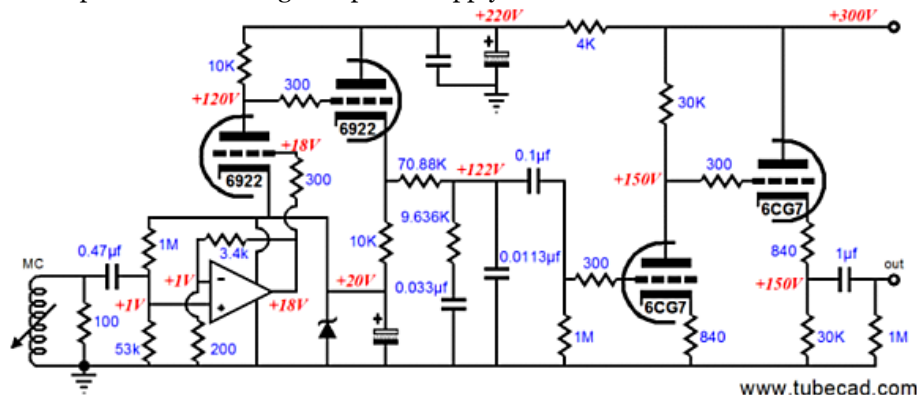 +220V
+300V
4K
10K
300
+120V
6922
30K
+18V
6922
300
70.88K
+122V
0.1µf
+150V
300
6CG7
9.636K
840
1µf
out
0.47µf
1M
3.4k
10K
MC
+1V
+20V
0.0113µf
300
+150V
+1V
+18V
0.033µf
6CG7
100
53k
200
1M
840
30K
1M
www.tubecad.com